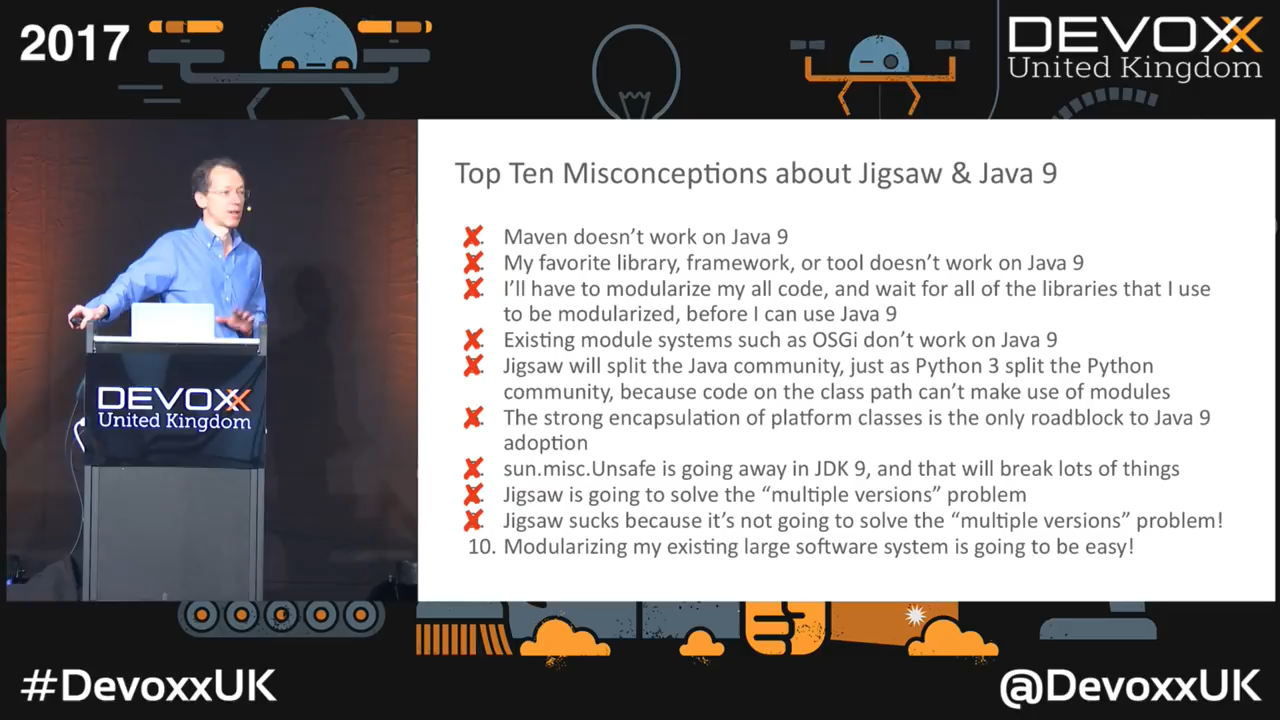 2017
DEVOXX
United Kingdom
Top Ten Misconceptions about Jigsaw & Java 9
Maven doesn't work on Java 9
My favorite library, framework, or tool doesn't work on Java 9
I'll have to modularize my all code, and wait for all of the libraries that I use
to be modularized, before I can use Java 9
Existing module systems such as OSGi don't work on Java 9
Jigsaw will split the Java community, just as Python 3 split the Python
community, because code on the class path can't make use of modules
The strong encapsulation of platform classes is the only roadblock to Java 9
adoption
sun.misc.Unsafe is going away in JDK 9, and that will break lots of things
Jigsaw is going to solve the “multiple versions” problem
Jigsaw sucks because it's not going to solve the “multiple versions” problem!
10. Modularizing my existing large software system is going to be easy!
DEVOXX
United Kingdom
#DevoxxUK
@DevoxxUK